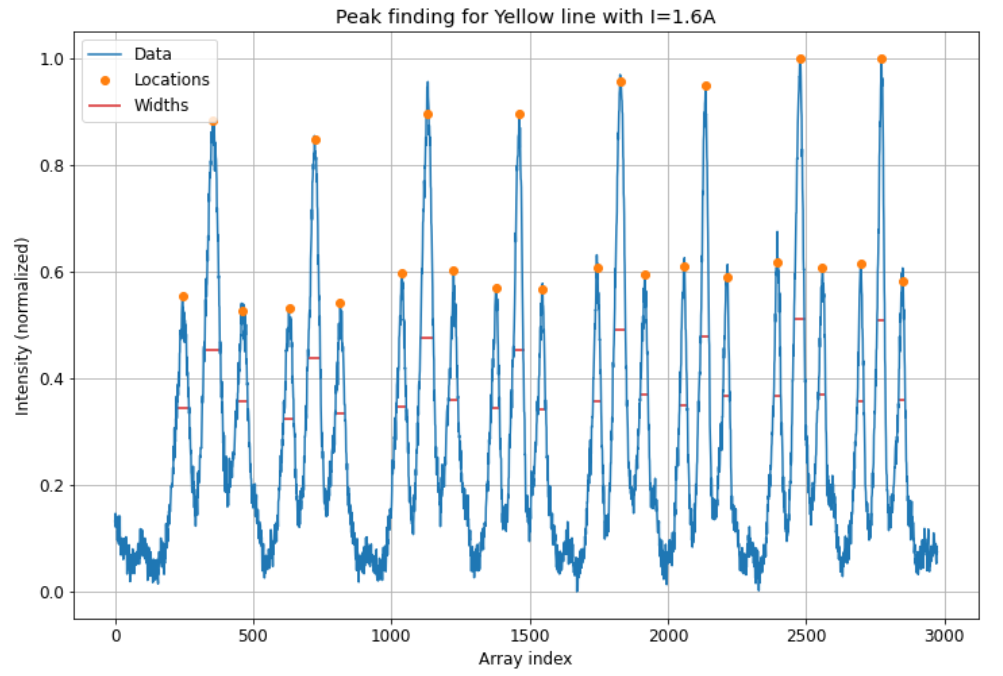 Peak finding for Yellow line with I=1.6A
Data
Locations
Widths
1.0
0.8
0.6
0.4
0.2
0.0
Intensity (normalized)
0 500 1000 1500 2000 2500 3000
Array index